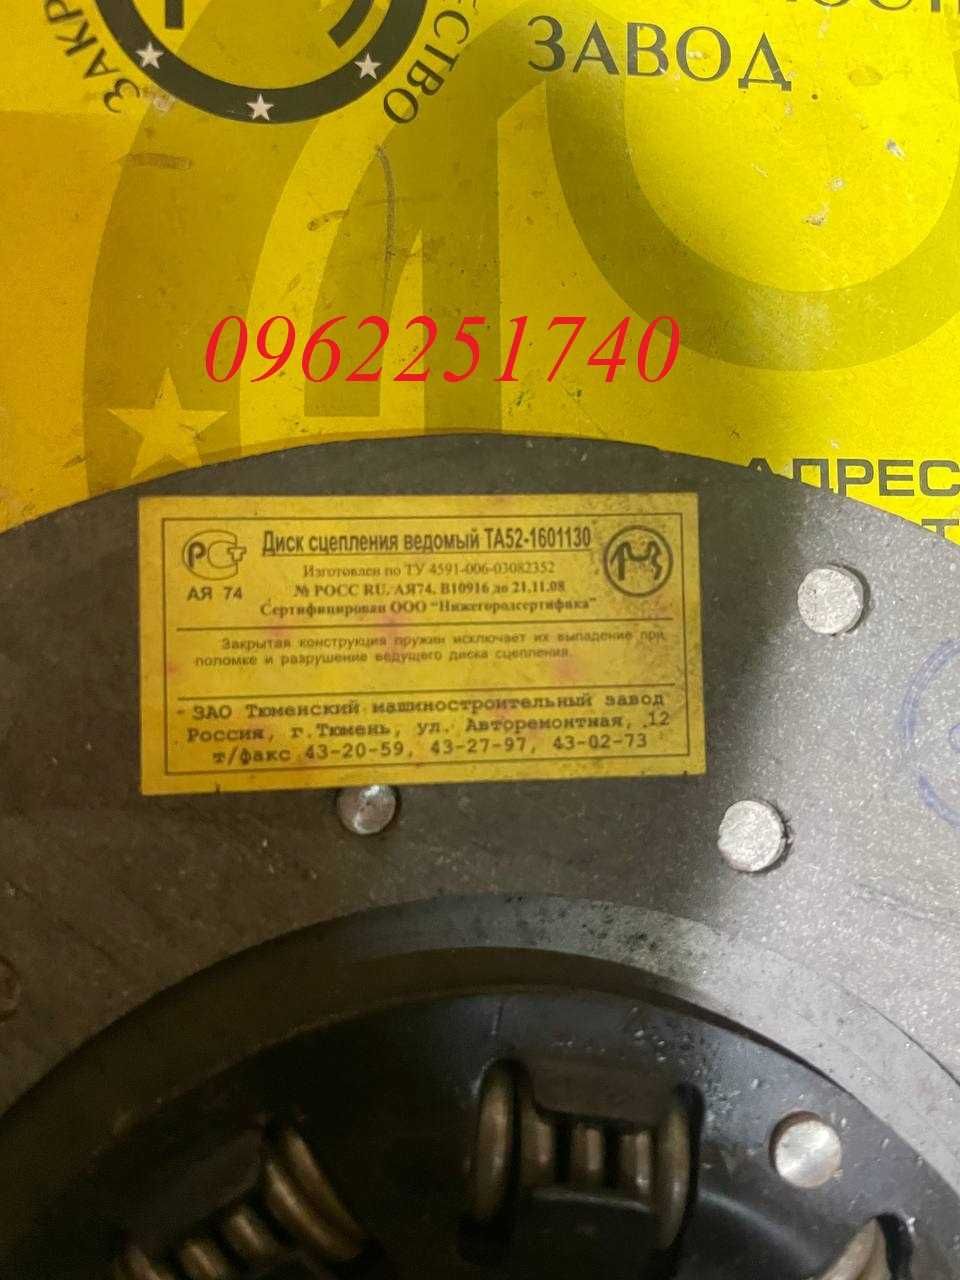 ЗАВОД
0962251740
АДРЕС
РСТ
АЯ 74
Диск сцепления ведомый ТА52-1601130
Изготовлен по ТУ 4591-006-03082352
№ РОСС RU. АЯ74. В10916 до 21.11.08
Сертифицирован ООО "Нижегородсертифика"
Закрытая конструкция пружин исключает их выпадение при
поломке и разрушение ведущего диска сцепления.
ЗАО Тюменский машиностроительный завод
Россия, г.Тюмень, ул. Авторемонтная, 12
т/факс 43-20-59, 43-27-97, 43-02-73